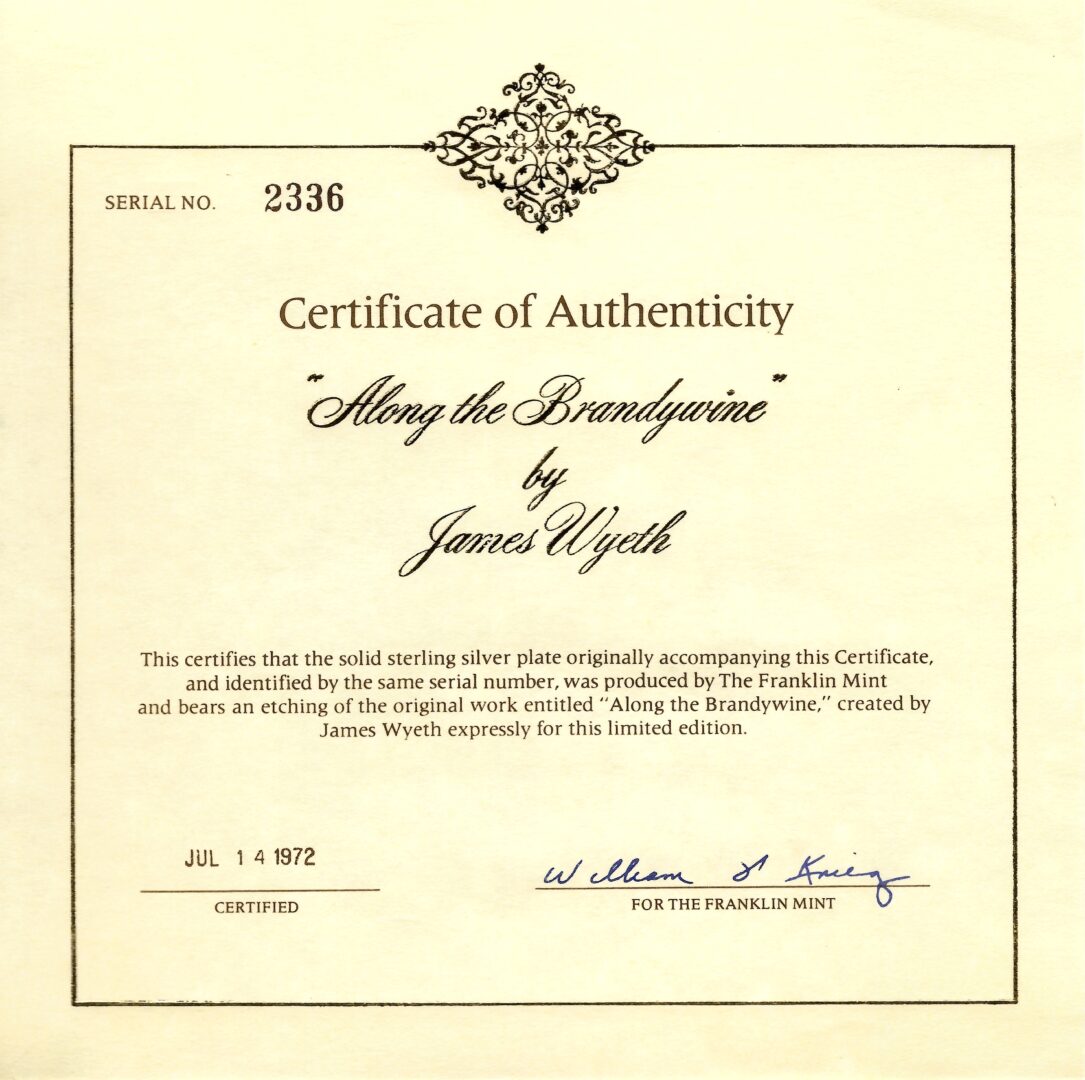 SERIAL NO. 2336
Certificate of Authenticity
"Along the Brandywine"
by
James Wyeth
This certifies that the solid sterling silver plate originally accompanying this Certificate,
and identified by the same serial number, was produced by The Franklin Mint
and bears an etching of the original work entitled "Along the Brandywine," created by
James Wyeth expressly for this limited edition.
JUL 14 1972
CERTIFIED
William Krieg
FOR THE FRANKLIN MINT